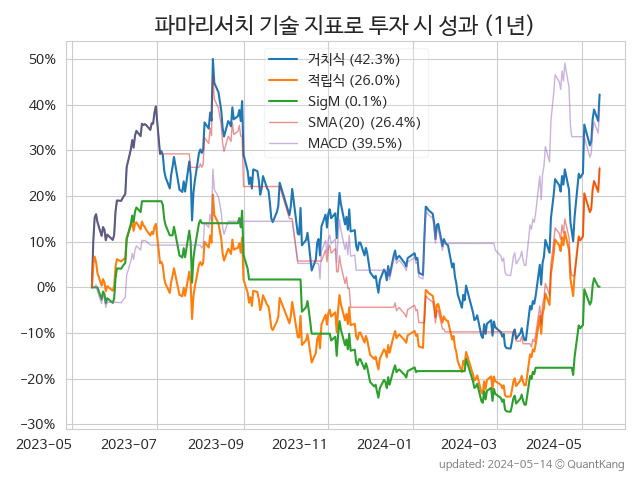 파마리서치 기술 지표로 투자 시 성과 (1년)
거치식 (42.3%)
적립식 (26.0%)
SigM (0.1%)
SMA(20) (26.4%)
MACD (39.5%)
50%
40%
30%
20%
10%
0%
−10%
−20%
−30%
2023-05 2023-07 2023-09 2023-11 2024-01 2024-03 2024-05
updated: 2024-05-14 ⓒ QuantKang